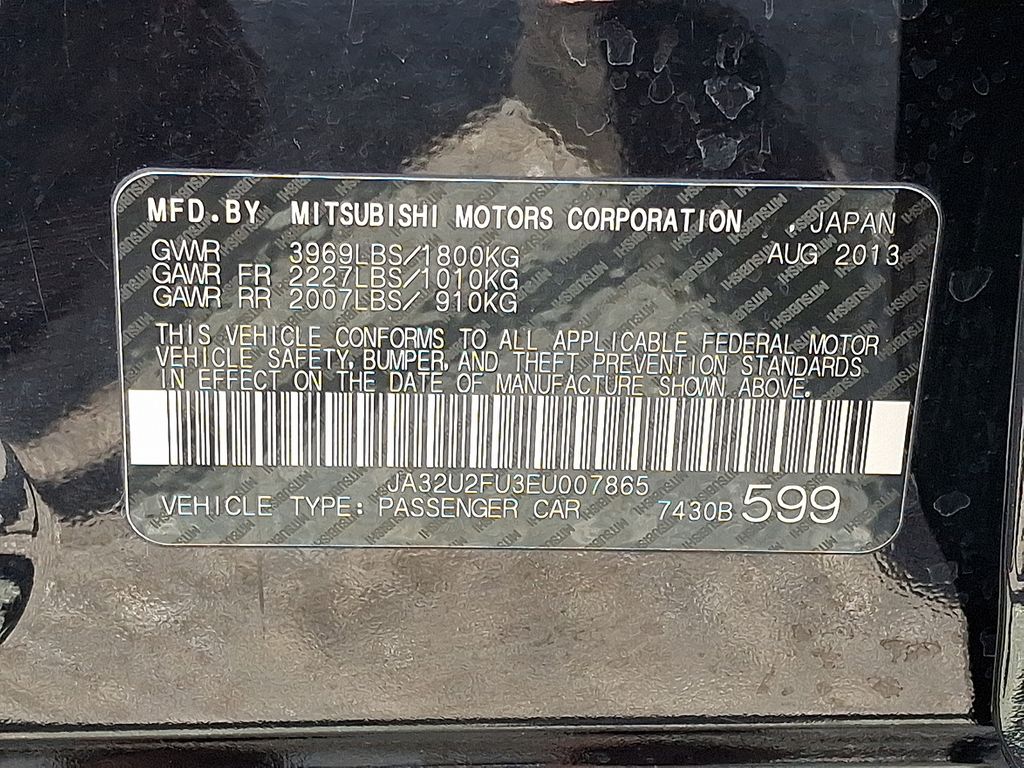 MFD.BY MITSUBISHI MOTORS CORPORATION , JAPAN
GVWR 3969LBS/1800KG AUG 2013
GAWR FR 2227LBS/1010KG
GAWR RR 2007LBS/ 910KG
THIS VEHICLE CONFORMS TO ALL APPLICABLE FEDERAL MOTOR
VEHICLE SAFETY, BUMPER, AND THEFT PREVENTION STANDARDS
IN EFFECT ON THE DATE OF MANUFACTURE SHOWN ABOVE.
JA32U2FU3EU007865
VEHICLE TYPE: PASSENGER CAR 7430B 599